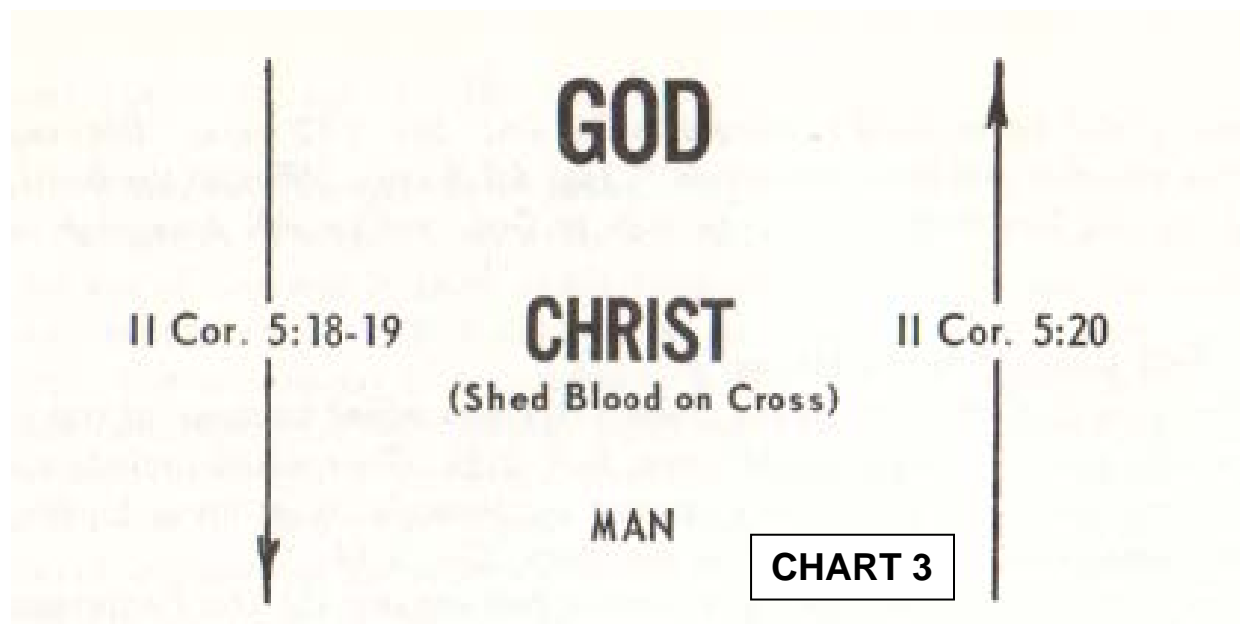 GOD
II Cor. 5:18-19
CHRIST
II Cor. 5:20
(Shed Blood on Cross)
MAN
CHART 3